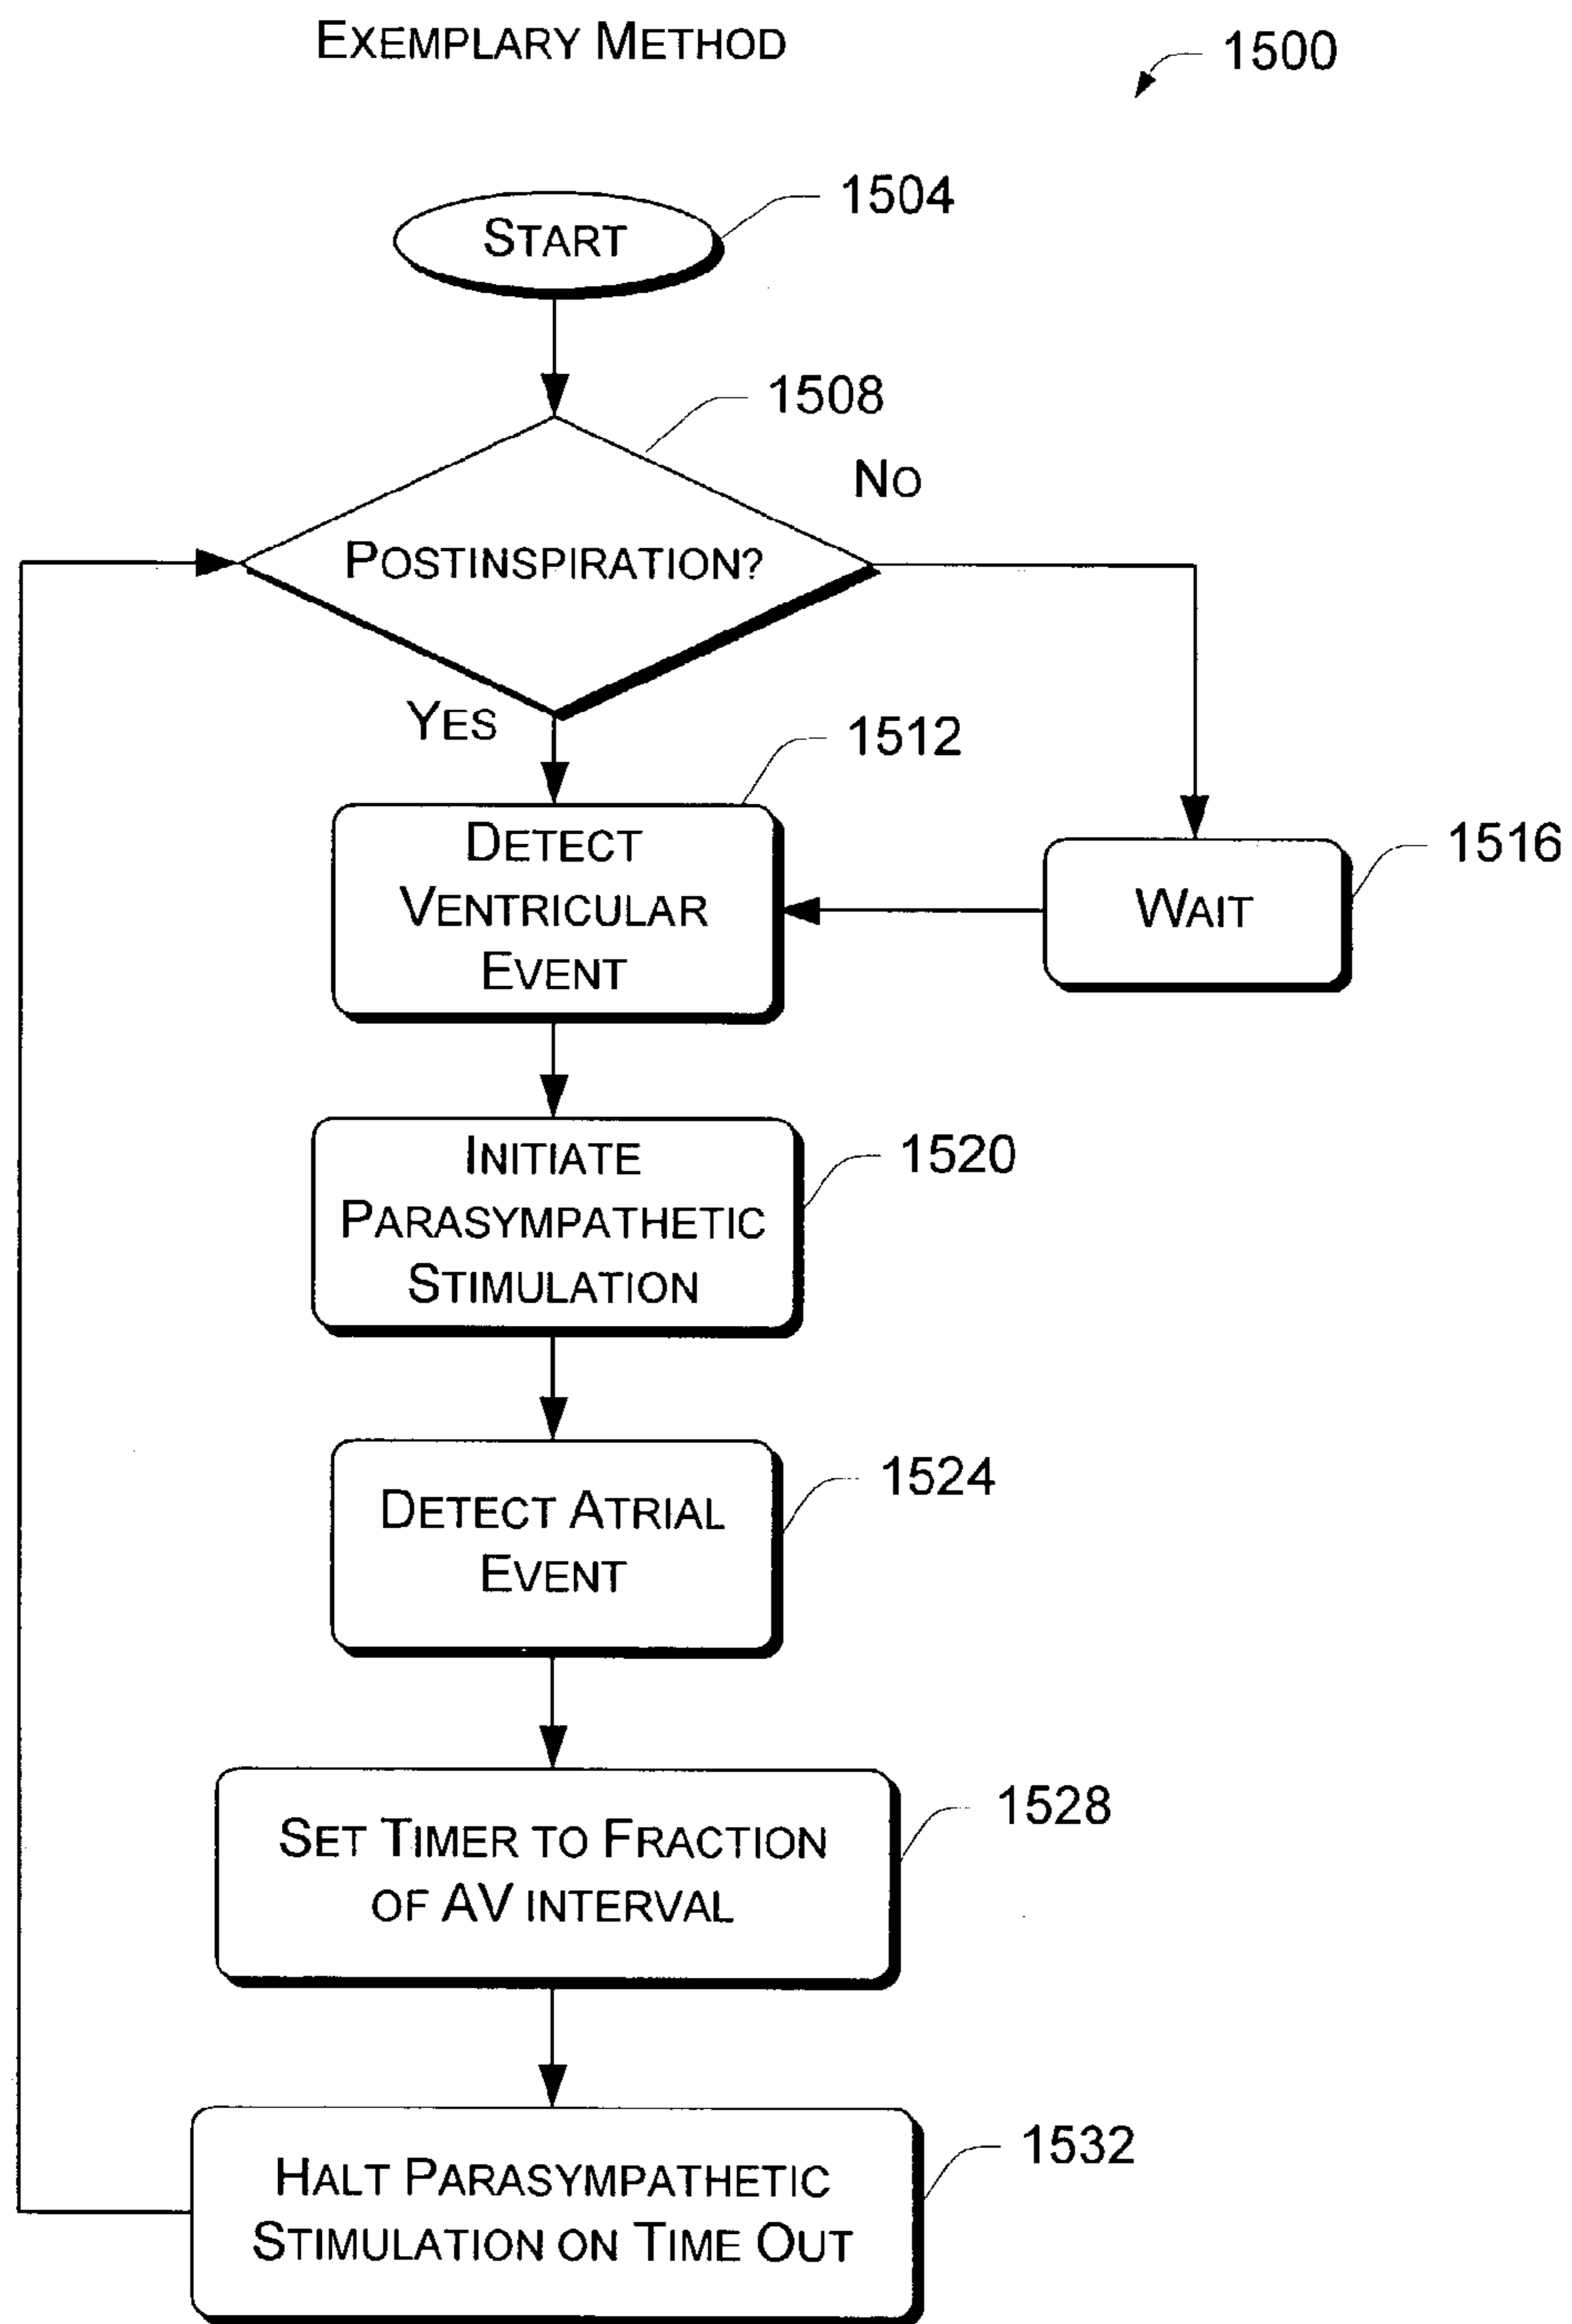 EXEMPLARY METHOD
1500
START
1504
1508
POSTINSPIRATION?
NO
YES
1512
DETECT
VENTRICULAR
EVENT
1516
WAIT
1520
INITIATE
PARASYMPATHETIC
STIMULATION
1524
DETECT ATRIAL
EVENT
1528
SET TIMER TO FRACTION
OF AV INTERVAL
1532
HALT PARASYMPATHETIC
STIMULATION ON TIME OUT